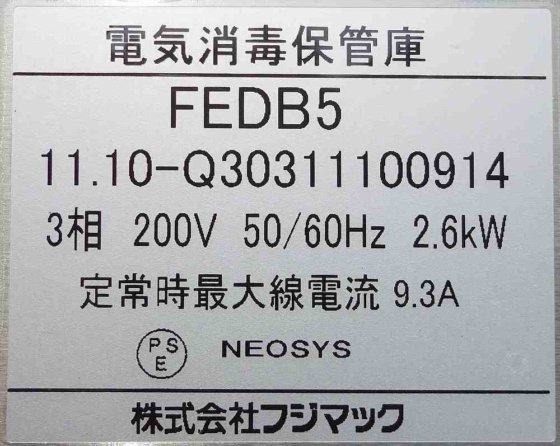 電気消毒保管庫
FEDB5
11.10-Q30311100914
3相 200V 50/60Hz 2.6kW
定常時最大線電流 9.3A
PSE NEOSYS
株式会社フジマック